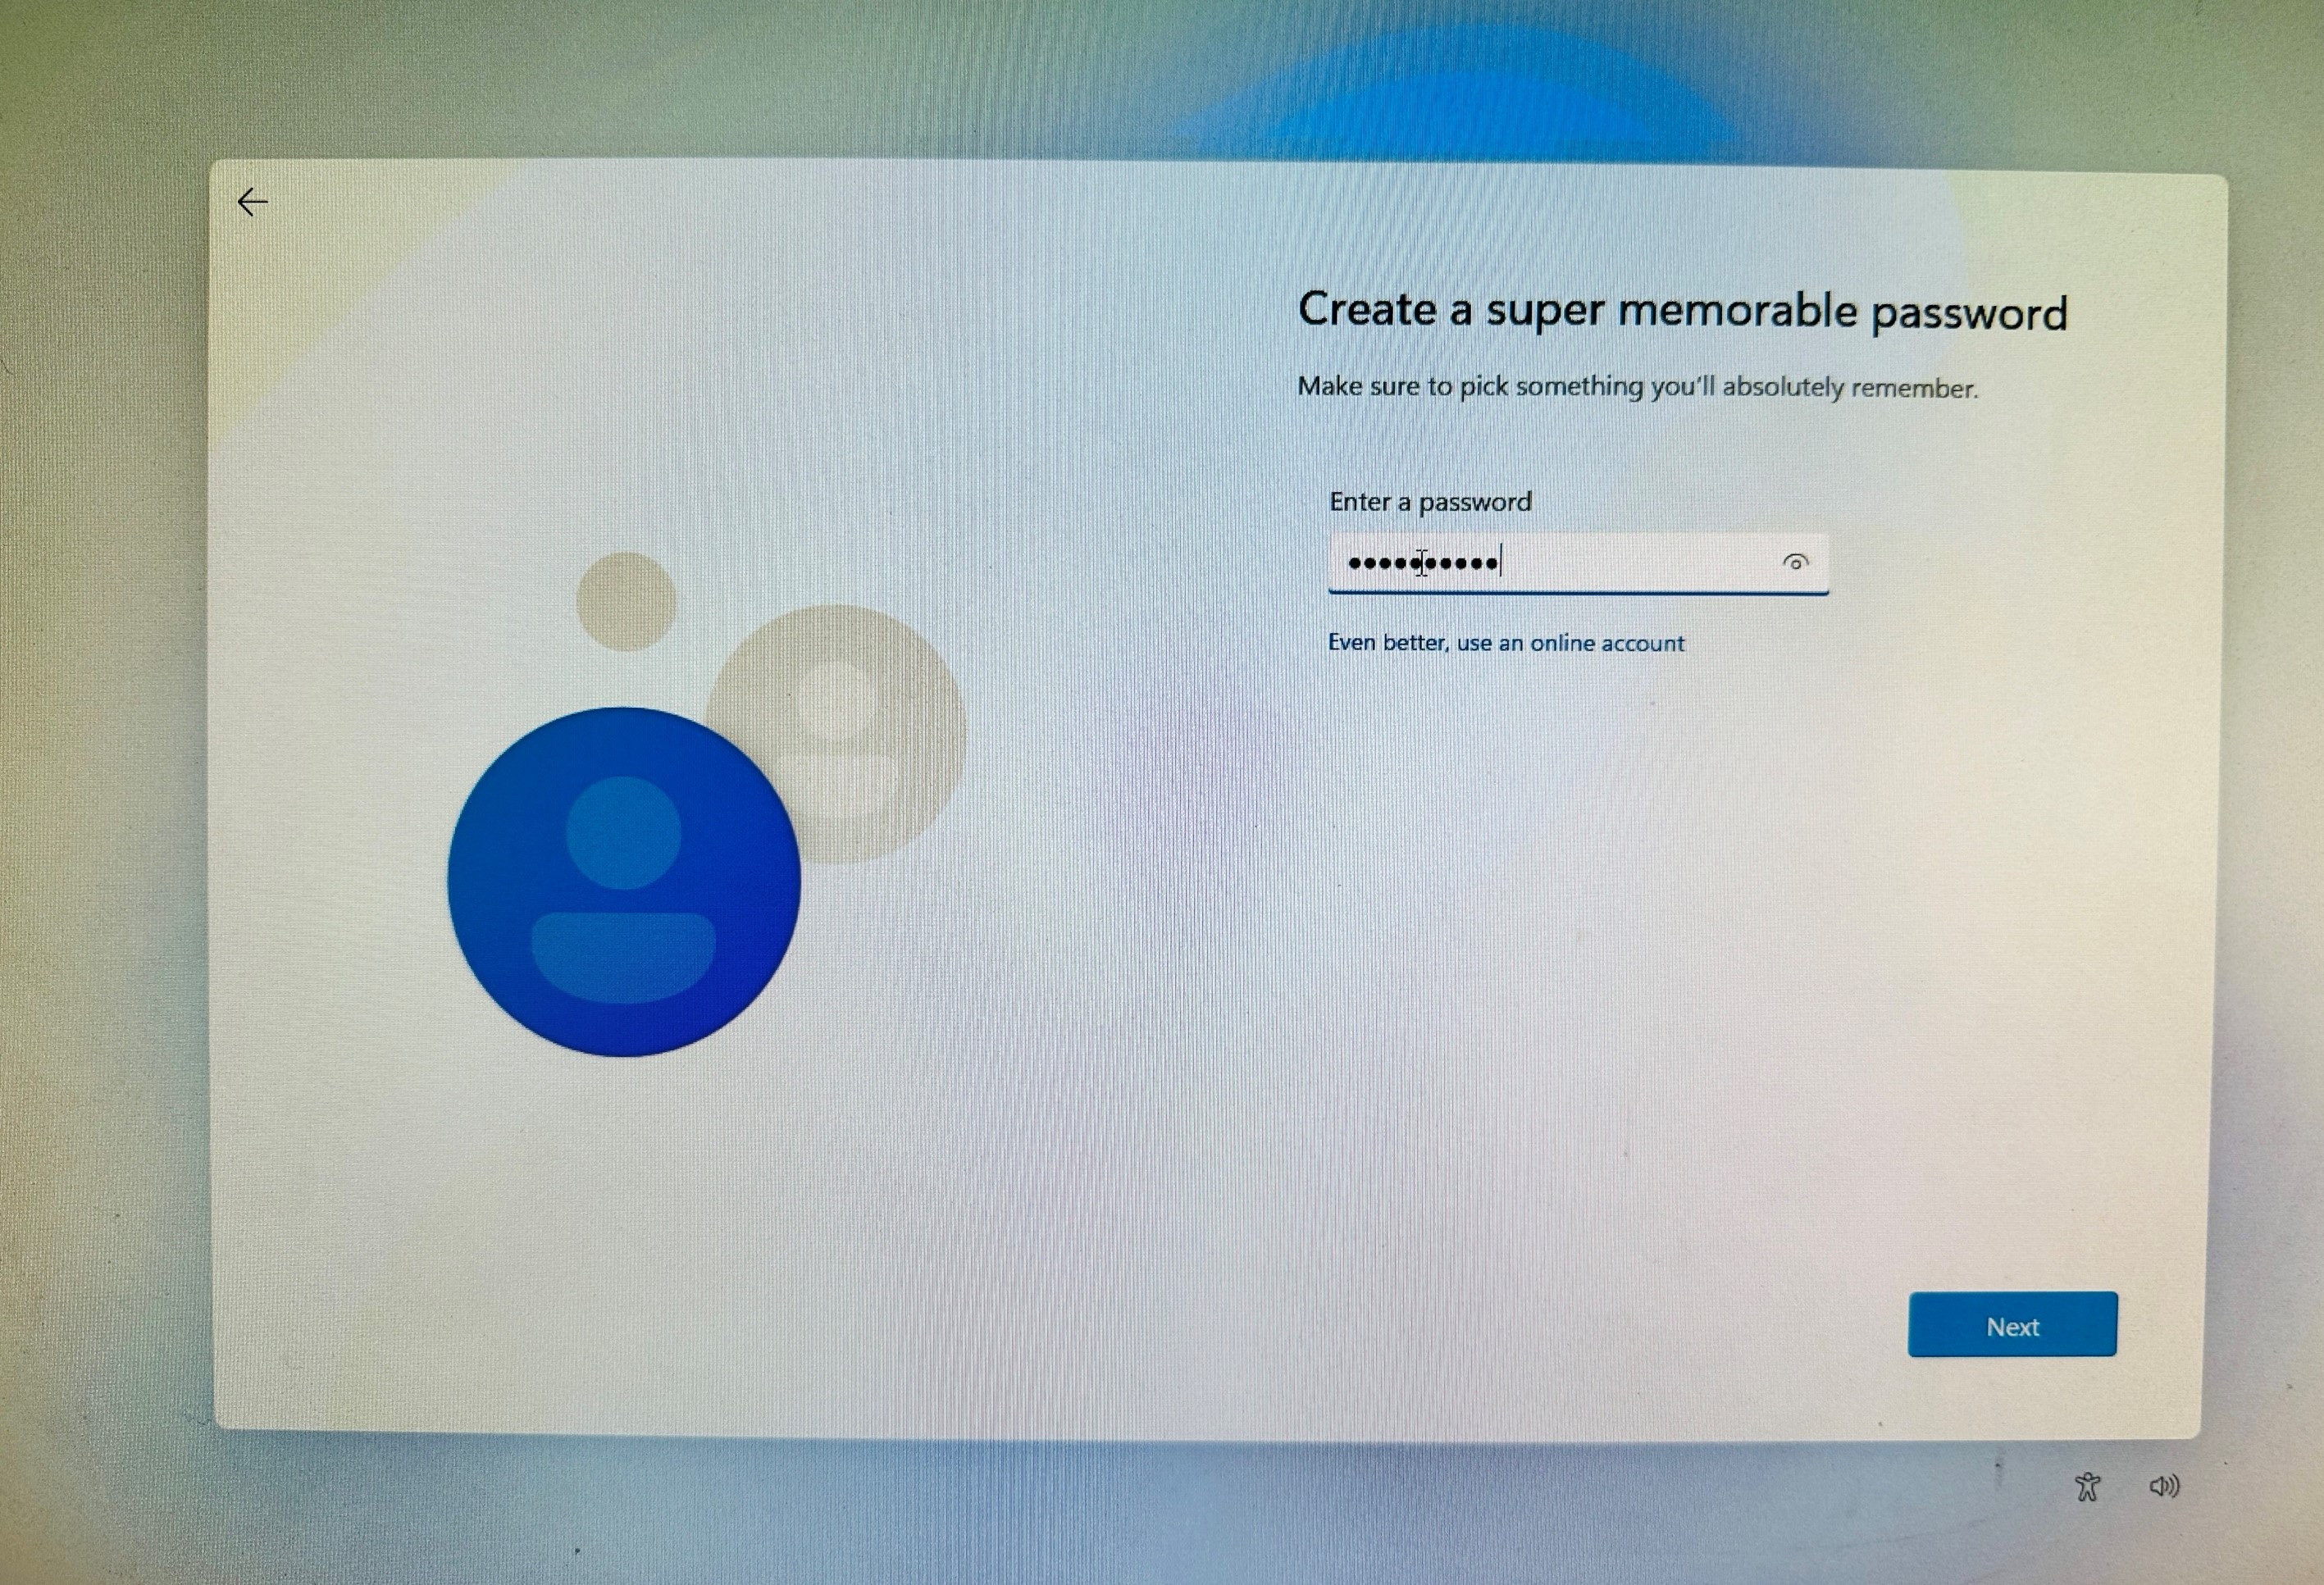 Create a super memorable password
Make sure to pick something you'll absolutely remember.
Enter a password
••••••••••
Even better, use an online account
Next